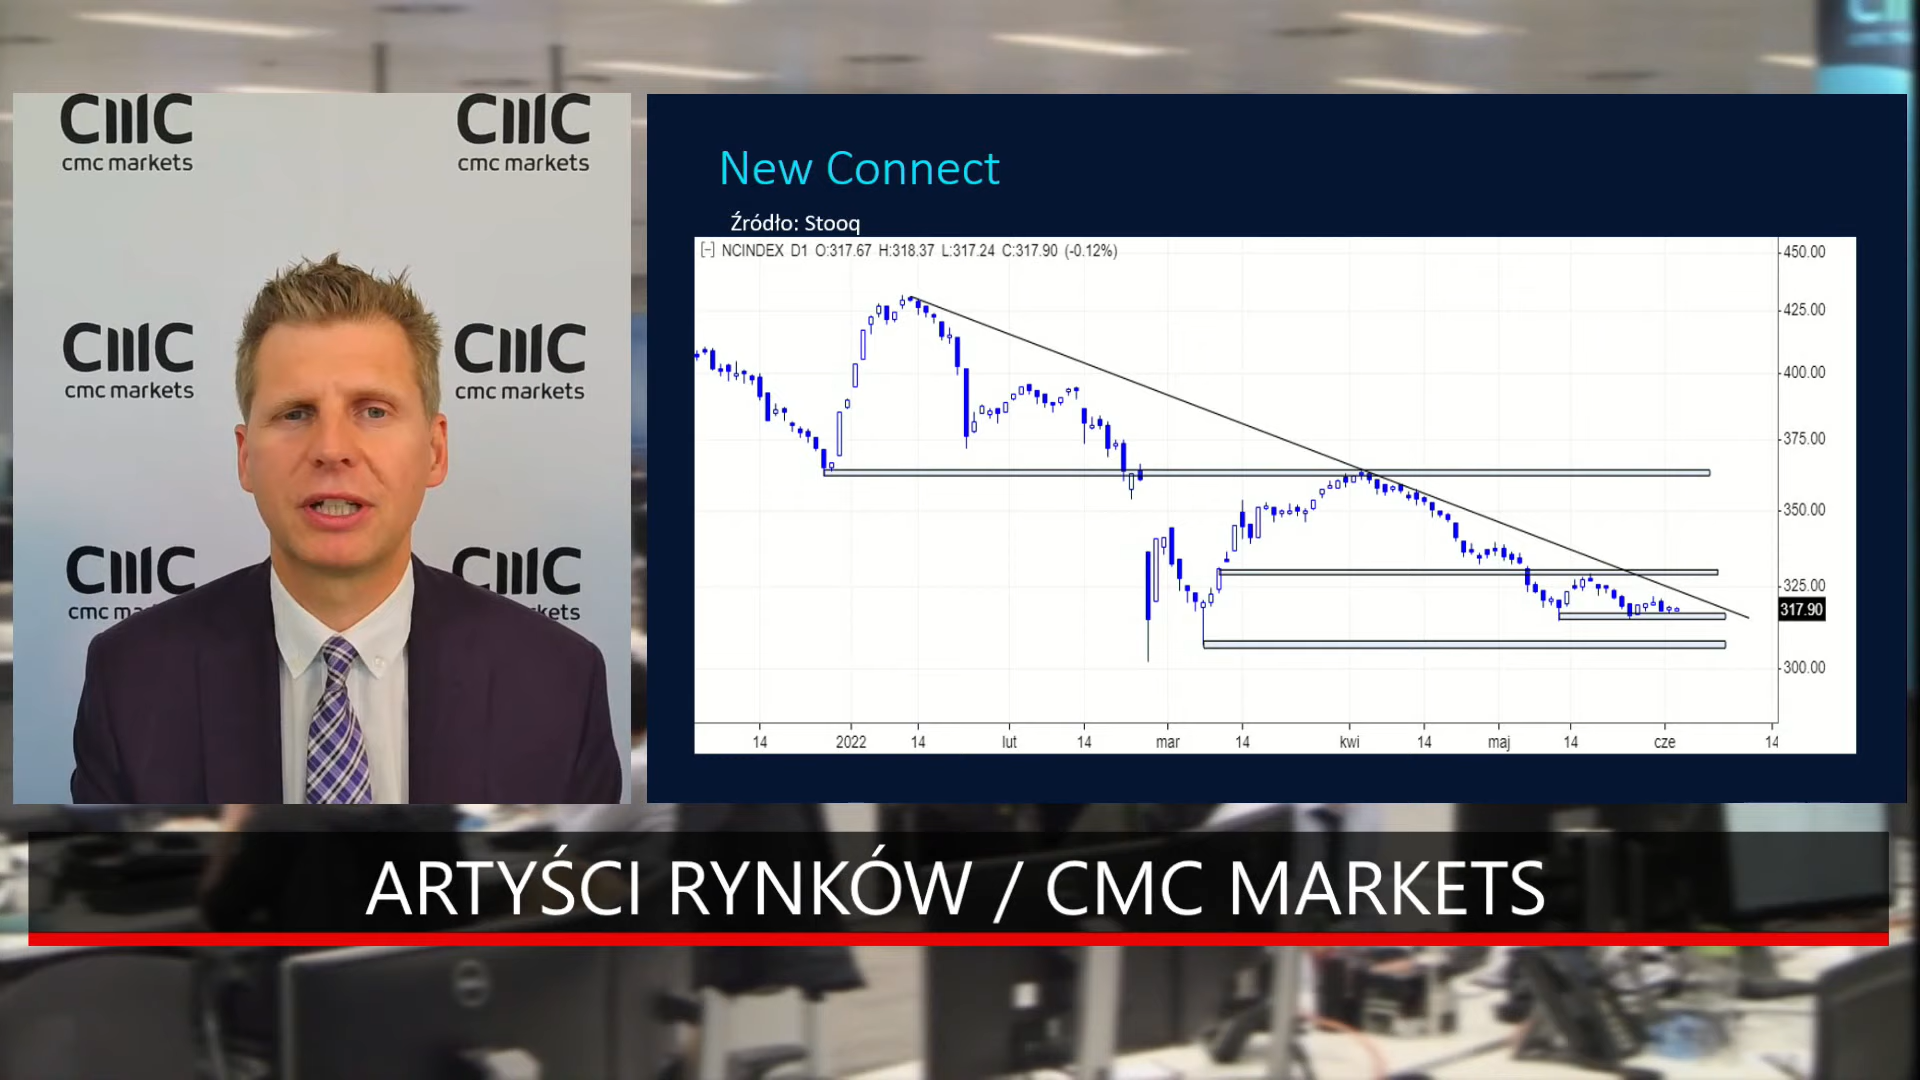 CMC
cmc markets
CMC
cmc markets
CMC
cmc markets
CMC
cmc markets
CMC
cmc ma
CMC
ets
New Connect
Źródło: Stooq
[-] NCINDEX D1 O:317.67 H:318.37 L:317.24 C:317.90 (-0.12%)
450.00
425.00
400.00
375.00
350.00
325.00
317.90
300.00
14 2022 14 lut 14 mar 14 kwi 14 maj 14 cze 14
ARTYŚCI RYNKÓW / CMC MARKETS